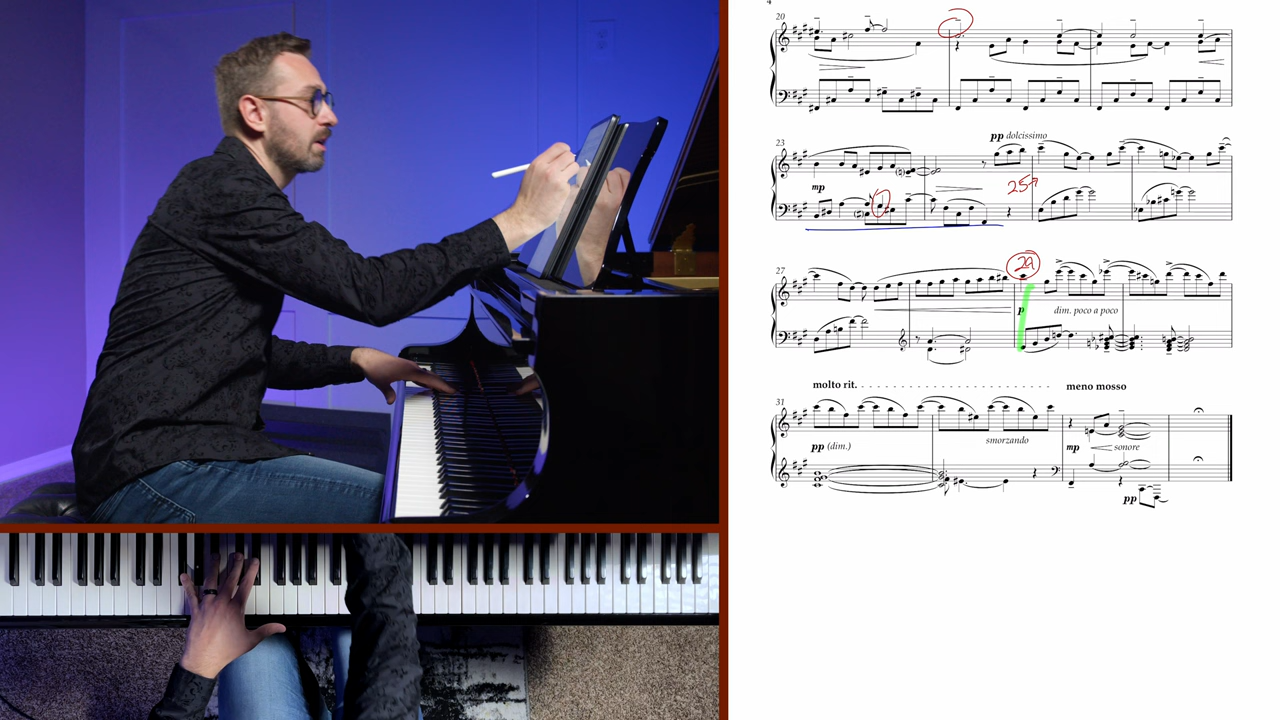 4
20
23
pp dolcissimo
mp
25
27
29
p dim. poco a poco
molto rit. meno mosso
31
pp (dim.) smorzando mp sonore
pp